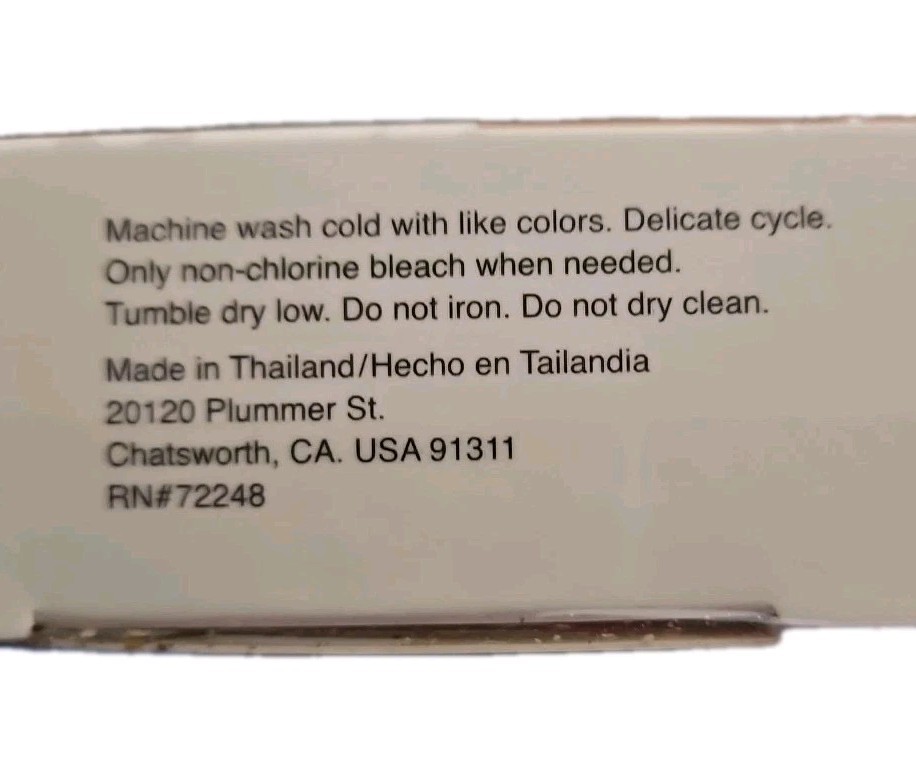 Machine wash cold with like colors. Delicate cycle.
Only non-chlorine bleach when needed.
Tumble dry low. Do not iron. Do not dry clean.
Made in Thailand/Hecho en Tailandia
20120 Plummer St.
Chatsworth, CA. USA 91311
RN#72248